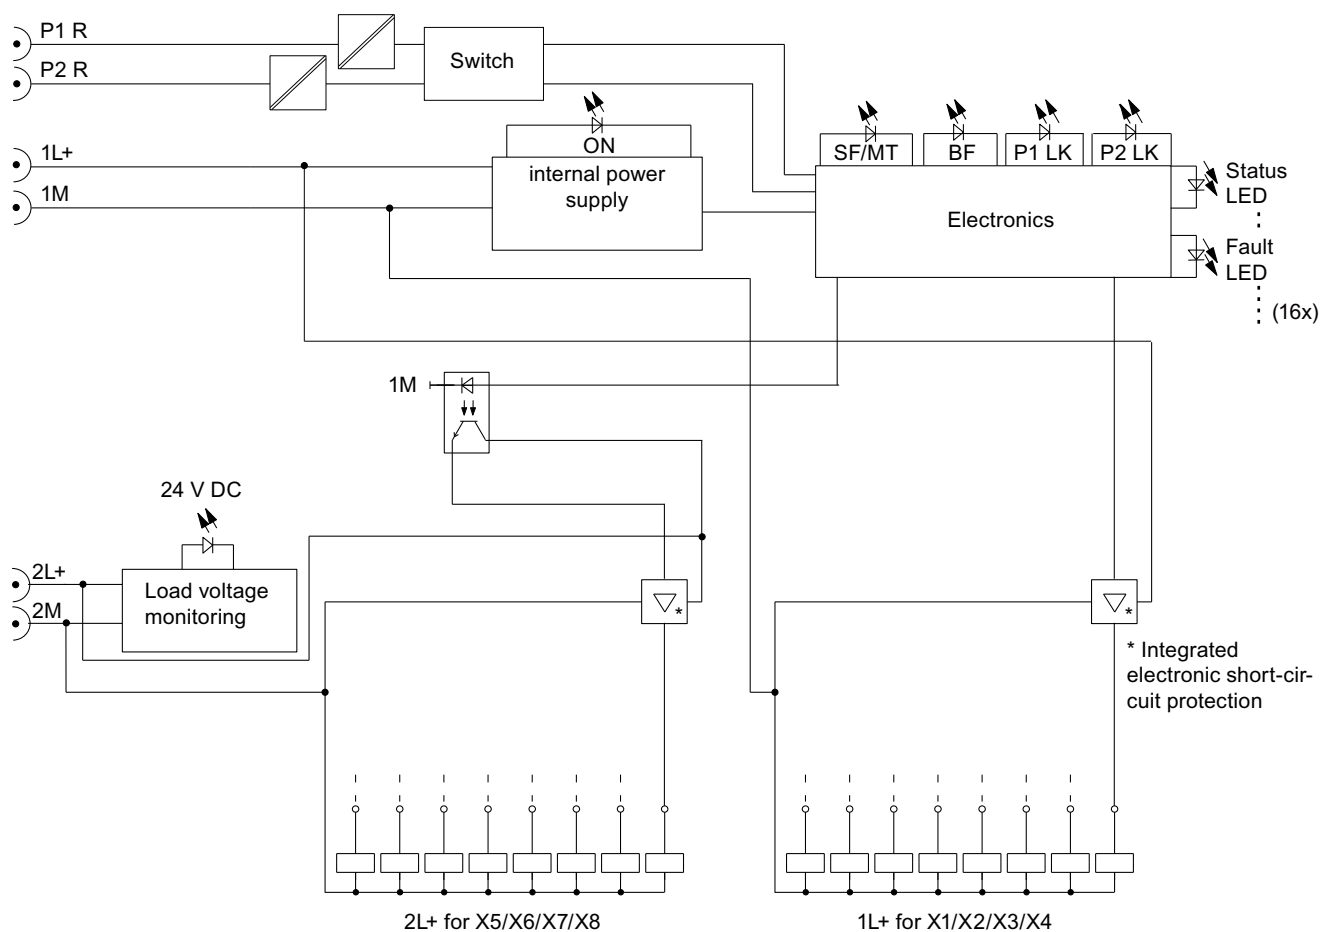 P1 R
P2 R
Switch
1L+
1M
ON
internal power
supply
SF/MT
BF
P1 LK
P2 LK
Electronics
Status
LED
Fault
LED
(16x)
1M
24 V DC
2L+
2M
Load voltage
monitoring
*
*
* Integrated
electronic short-cir-
cuit protection
2L+ for X5/X6/X7/X8
1L+ for X1/X2/X3/X4